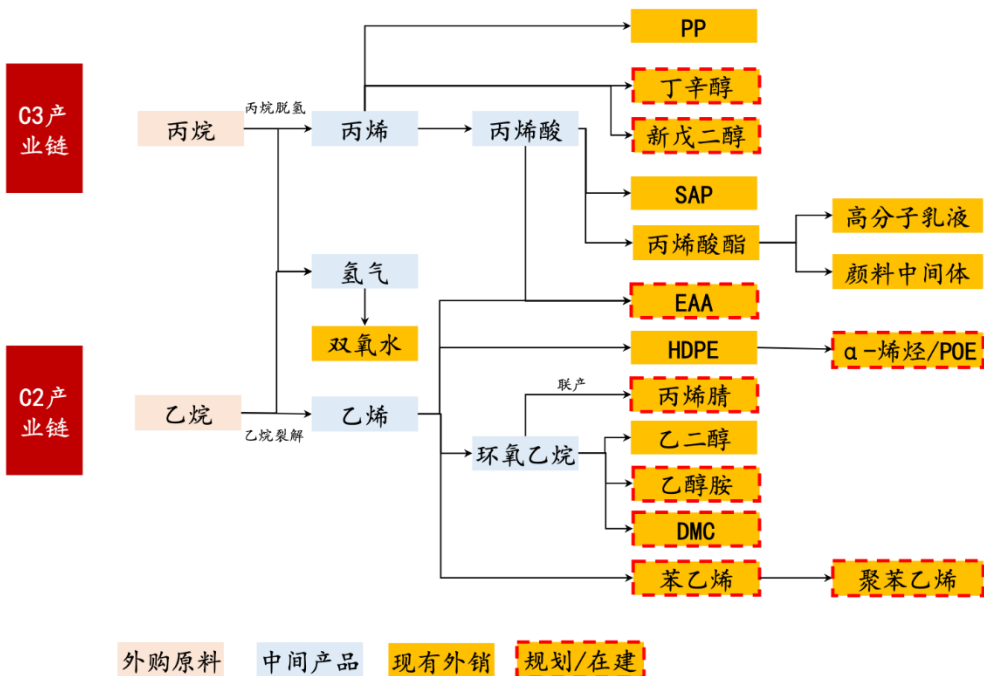 PP
C3产
业链
丙烷脱氢
丁辛醇
丙烷
丙烯
丙烯酸
新戊二醇
SAP
高分子乳液
丙烯酸酯
氢气
颜料中间体
EAA
双氧水
HDPE
α-烯烃/POE
C2产
业链
联产
丙烯腈
乙烷
乙烯
乙烷裂解
环氧乙烷
乙二醇
乙醇胺
DMC
苯乙烯
聚苯乙烯
外购原料
中间产品
现有外销
规划/在建